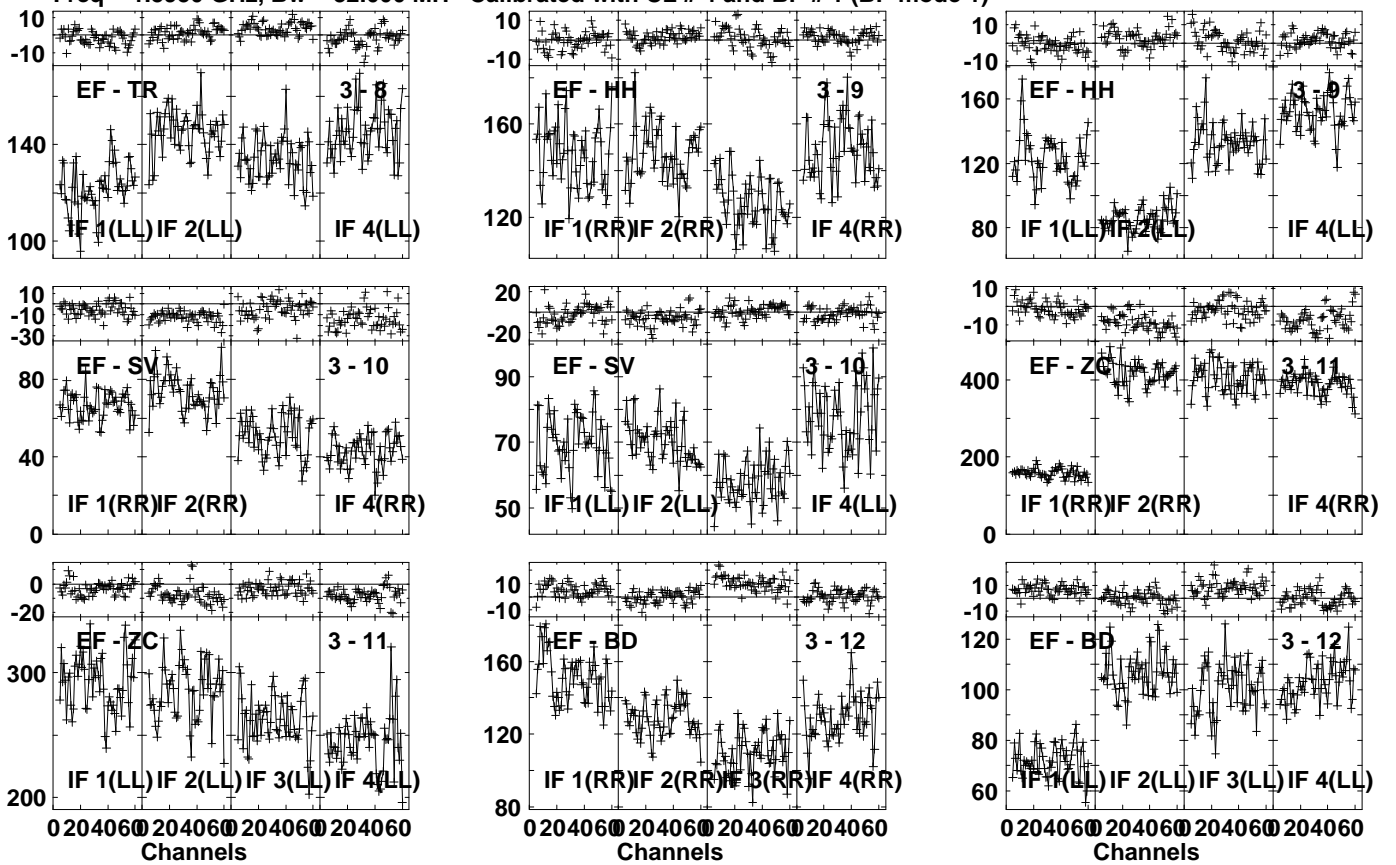 Calibrated with CL # 4 and BP # 1 (BP mode 1)
10
-10
EF - TR
3 - 8
140
100
IF 1(LL) IF 2(LL) IF 4(LL)
10
0
-10
EF - HH
3 - 9
160
120
IF 1(RR) IF 2(RR) IF 4(RR)
10
0
-10
EF - HH
3 - 9
160
120
80
IF 1(LL) IF 2(LL) IF 4(LL)
10
-10
-30
EF - SV
3 - 10
80
40
0
IF 1(RR) IF 2(RR) IF 4(RR)
20
0
-20
EF - SV
3 - 10
90
70
50
IF 1(LL) IF 2(LL) IF 4(LL)
10
-10
EF - ZC
3 - 11
400
200
0
IF 1(RR) IF 2(RR) IF 4(RR)
0
-20
EF - ZC
3 - 11
300
200
IF 1(LL) IF 2(LL) IF 3(LL) IF 4(LL)
0 204060 0 204060 0 204060 0 204060
Channels
10
-10
EF - BD
3 - 12
160
120
80
IF 1(RR) IF 2(RR) IF 3(RR) IF 4(RR)
0 204060 0 204060 0 204060 0 204060
Channels
10
-10
EF - BD
3 - 12
120
100
80
60
IF 1(LL) IF 2(LL) IF 3(LL) IF 4(LL)
0 204060 0 204060 0 204060 0 204060
Channels